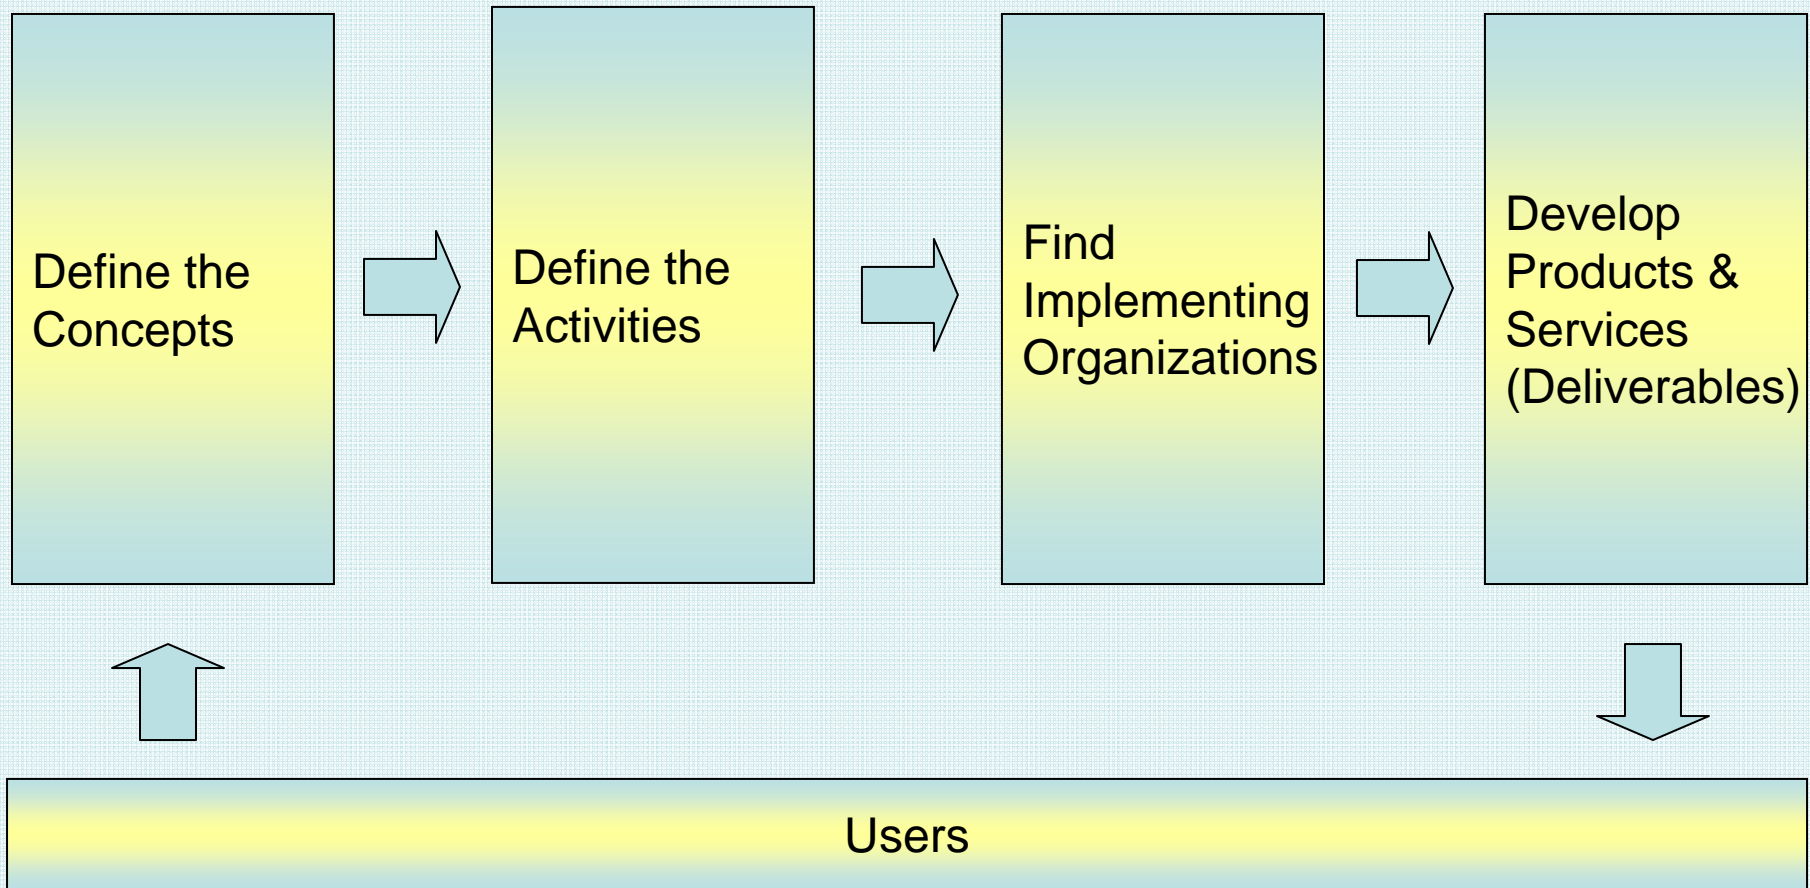 Define the
Concepts
Define the
Activities
Find
Implementing
Organizations
Develop
Products &
Services
(Deliverables)
Users